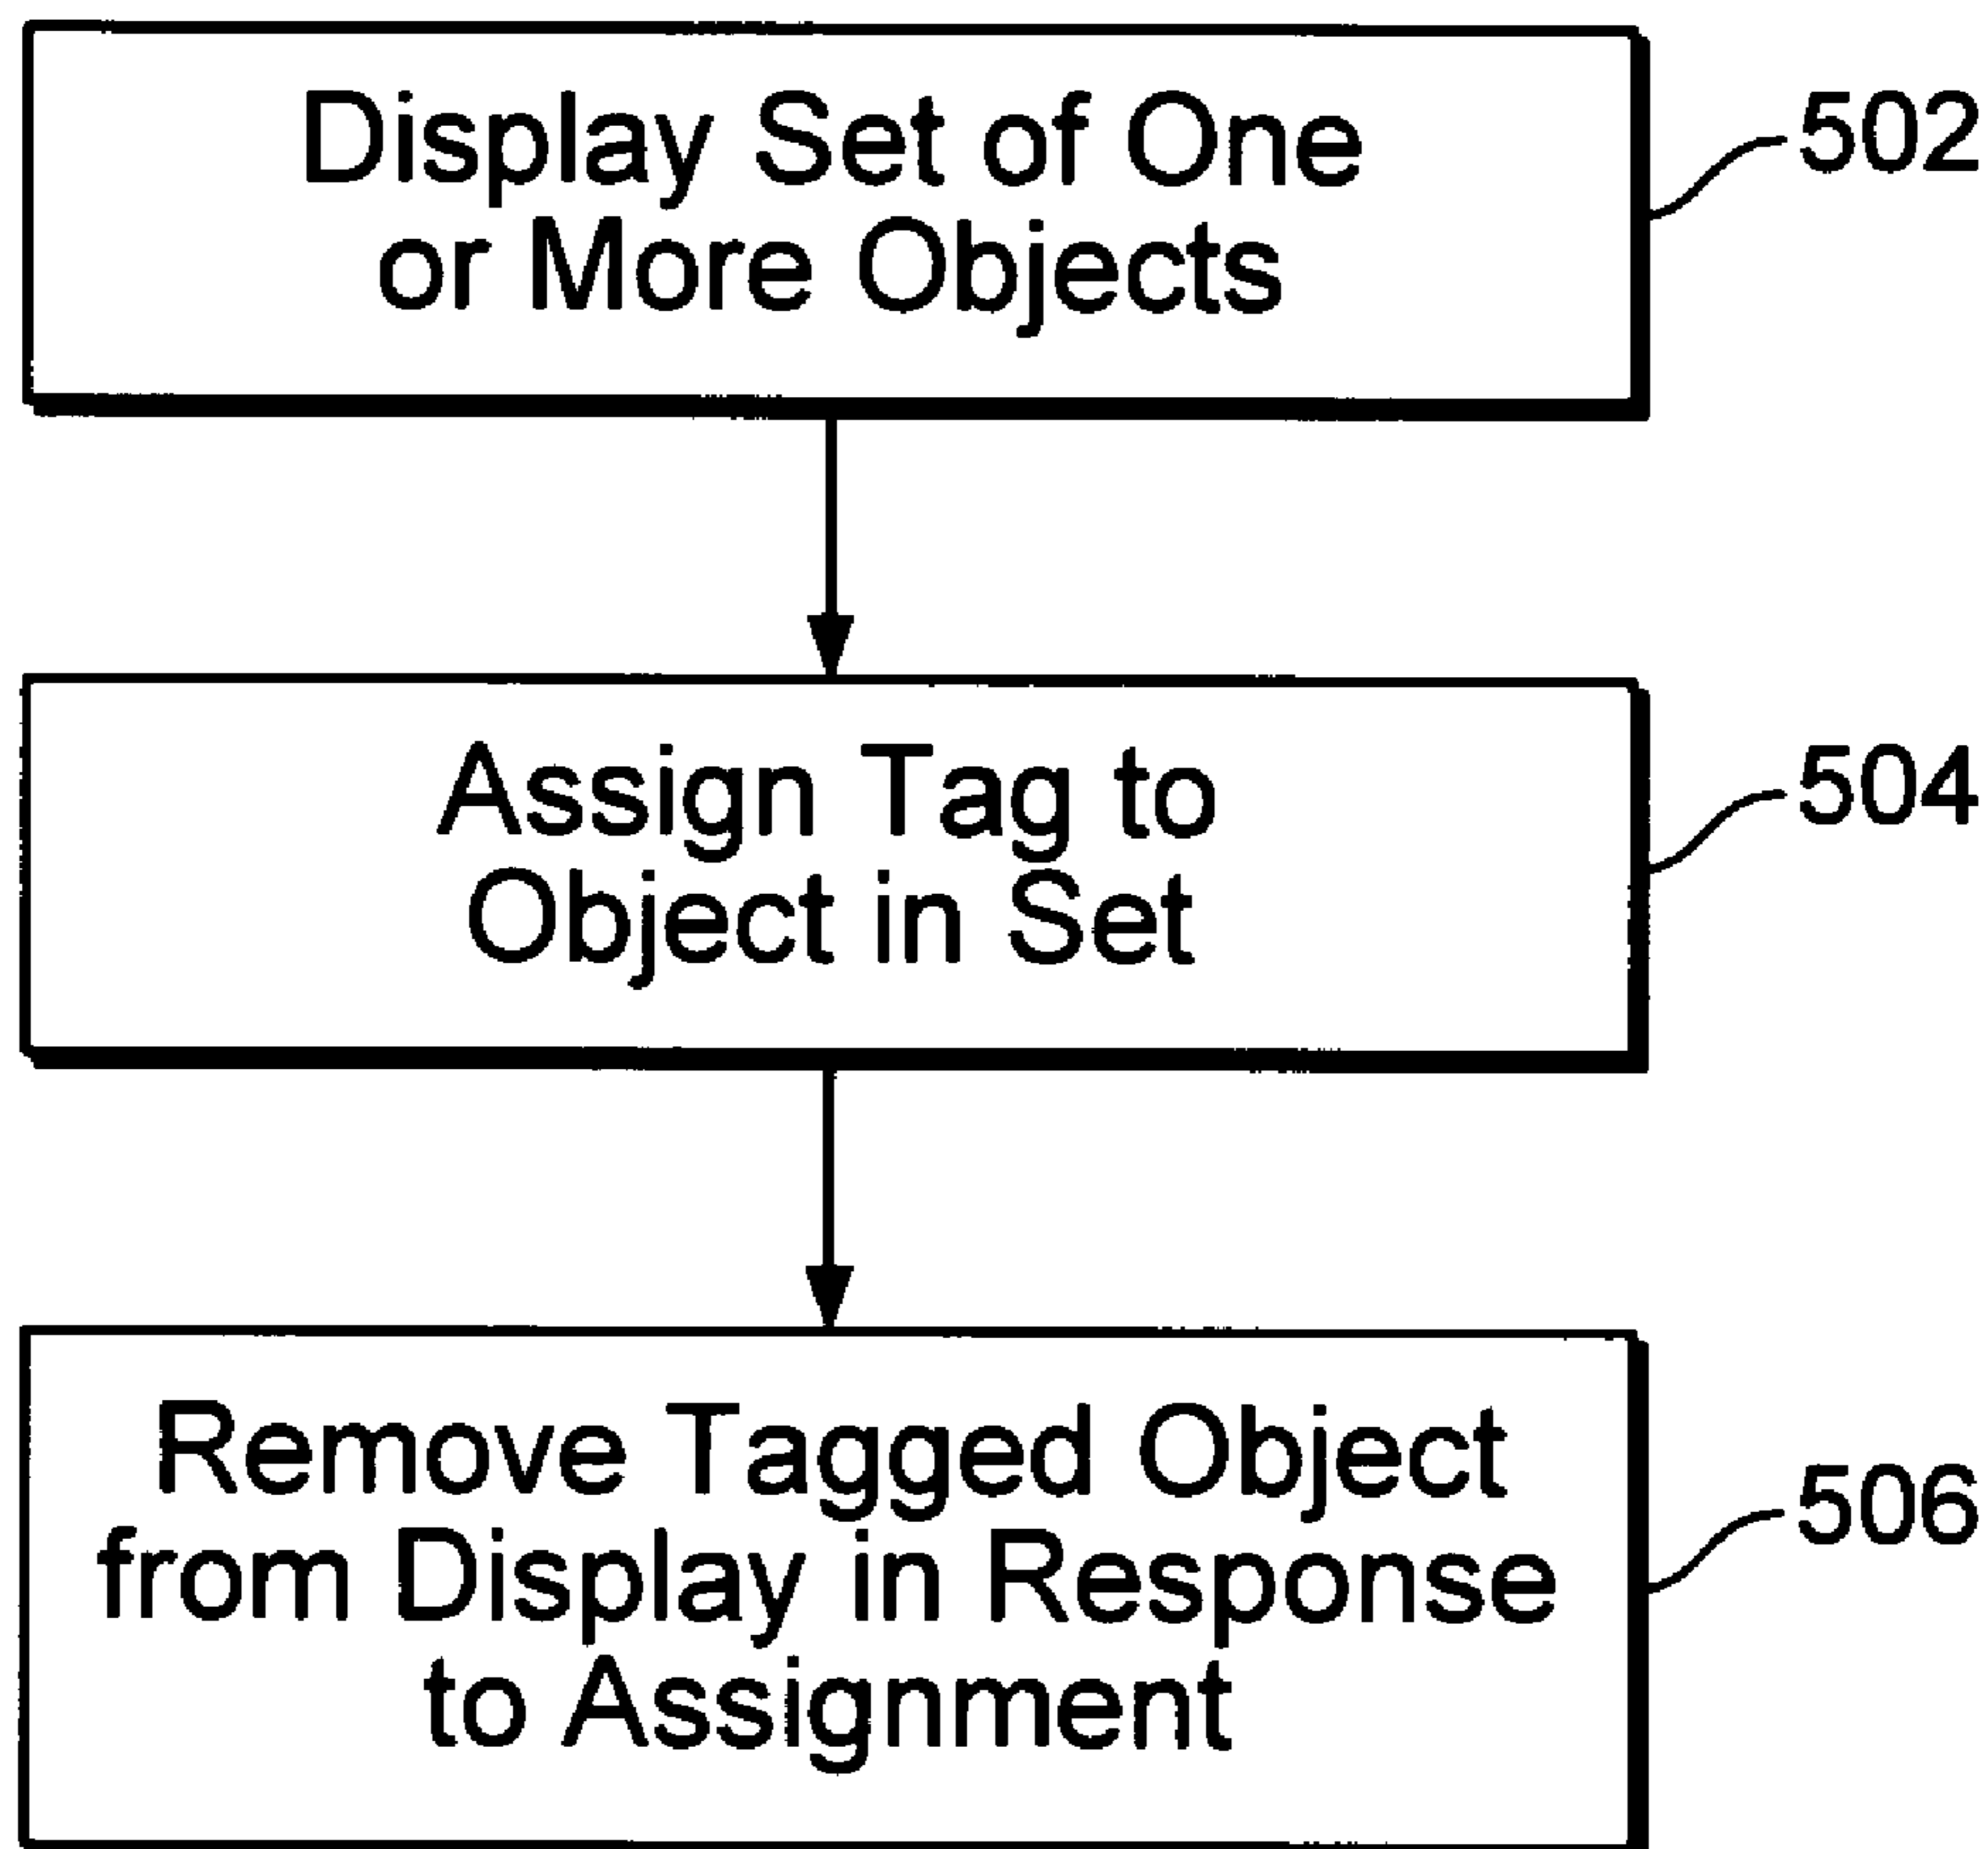 Display Set of One
or More Objects
502
Assign Tag to
Object in Set
504
Remove Tagged Object
from Display in Response
to Assignment
506